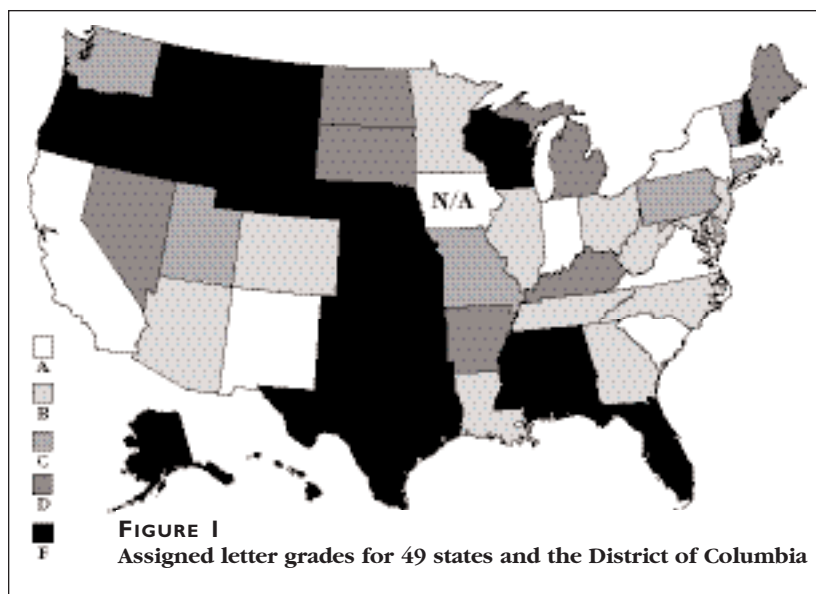 N/A
A
B
C
D
F
FIGURE 1
Assigned letter grades for 49 states and the District of Columbia